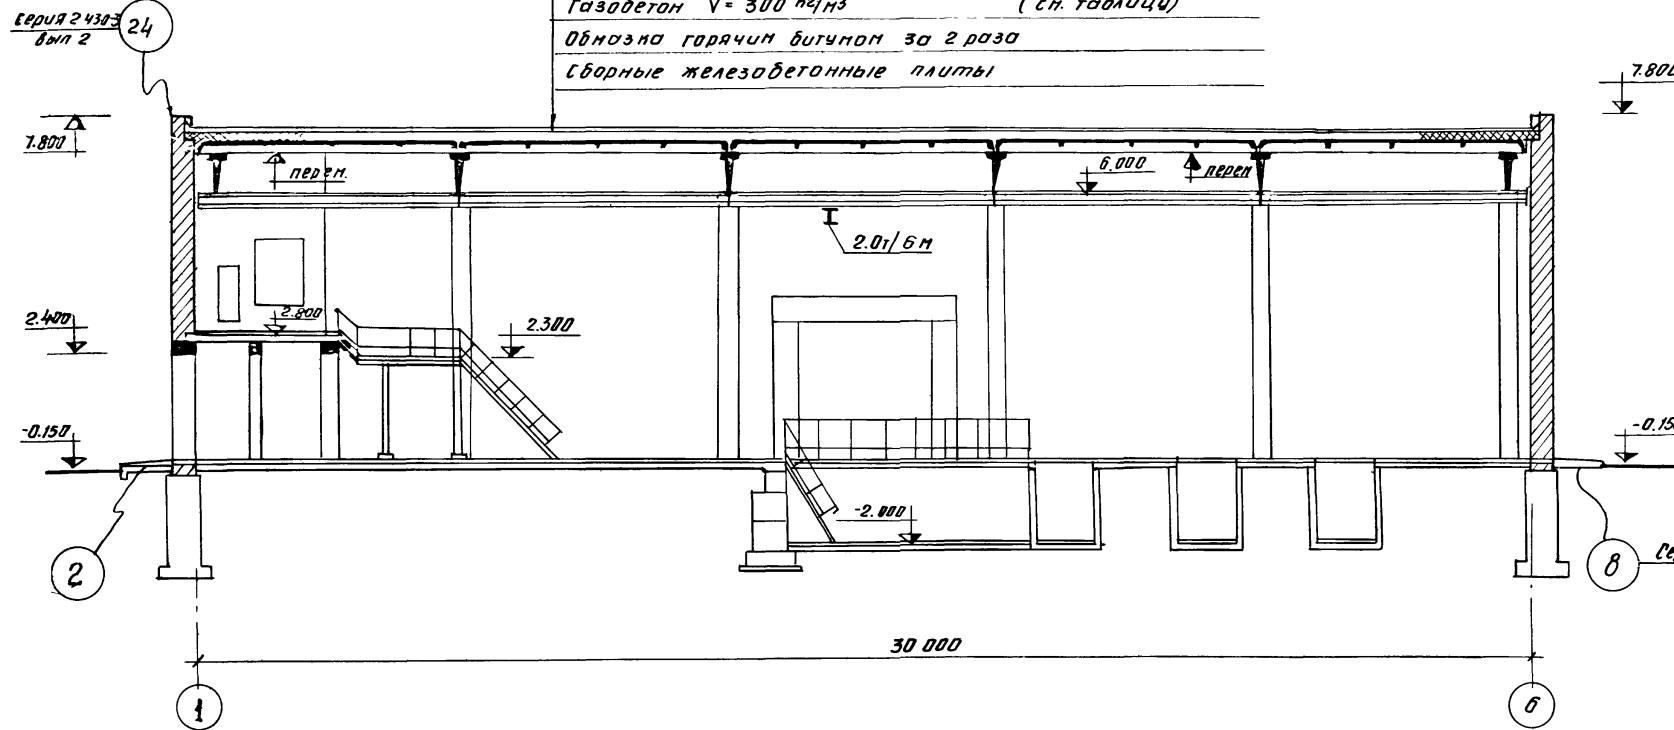 Газобетон γ = 300 кг/м³ (см. таблицу)
Серия 2.430-3
вып 2
24
Обмазка горячим битумом за 2 раза
Сборные железобетонные плиты
7.800
7.800
перем.
6.000
перем
2.0т/6м
2.400
2.800
2.300
-0.150
-0.15
-2.000
2
8
Се
30 000
1
6